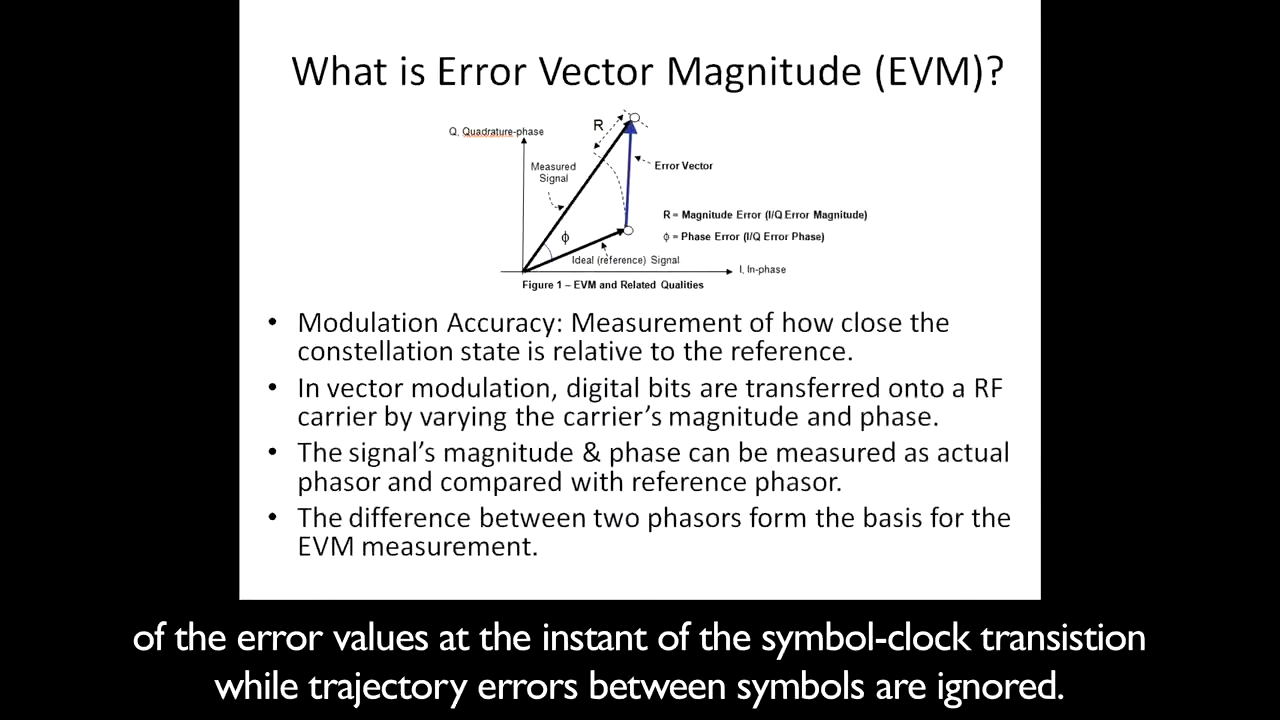 What is Error Vector Magnitude (EVM)?
Q, Quadrature-phase
R
Measured
Signal
Error Vector
R = Magnitude Error (I/Q Error Magnitude)
ϕ
ϕ = Phase Error (I/Q Error Phase)
Ideal (reference) Signal
I, In-phase
Figure 1 – EVM and Related Qualities
• Modulation Accuracy: Measurement of how close the
constellation state is relative to the reference.
• In vector modulation, digital bits are transferred onto a RF
carrier by varying the carrier's magnitude and phase.
• The signal's magnitude & phase can be measured as actual
phasor and compared with reference phasor.
• The difference between two phasors form the basis for the
EVM measurement.
of the error values at the instant of the symbol-clock transistion
while trajectory errors between symbols are ignored.